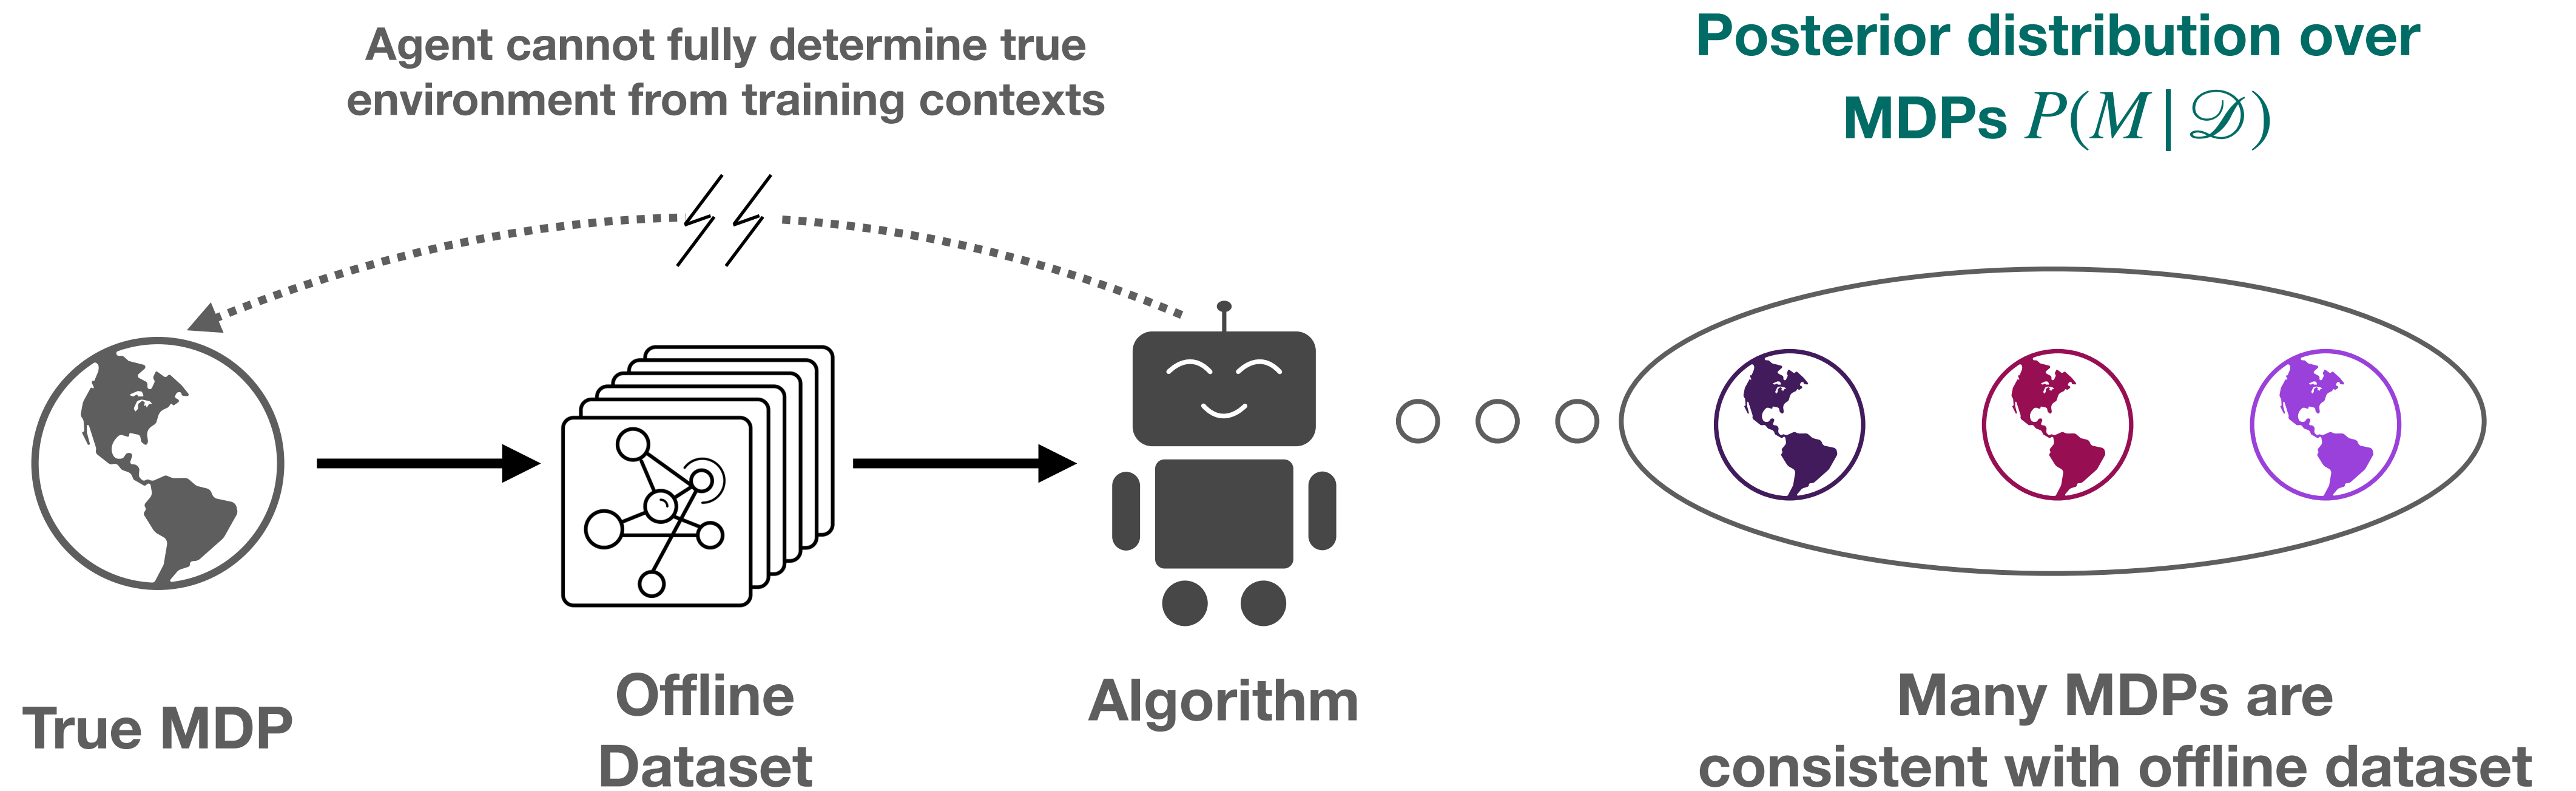 Agent cannot fully determine true
environment from training contexts
Posterior distribution over
MDPs P(M | 𝒟)
True MDP
Offline
Dataset
Algorithm
Many MDPs are
consistent with offline dataset